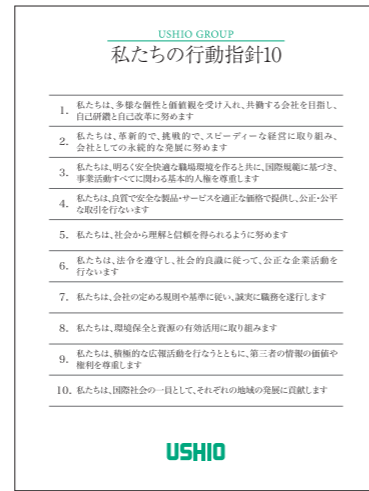 USHIO GROUP
私たちの行動指針10
1. 私たちは、多様な個性と価値観を受け入れ、共働する会社を目指し、
自己研鑽と自己改革に努めます
2. 私たちは、革新的で、挑戦的で、スピーディーな経営に取り組み、
会社としての永続的な発展に努めます
3. 私たちは、明るく安全快適な職場環境を作ると共に、国際規範に基づき、
事業活動すべてに関わる基本的人権を尊重します
4. 私たちは、良質で安全な製品・サービスを適正な価格で提供し、公正・公平
な取引を行ないます
5. 私たちは、社会から理解と信頼を得られるように努めます
6. 私たちは、法令を遵守し、社会的良識に従って、公正な企業活動を
行ないます
7. 私たちは、会社の定める規則や基準に従い、誠実に職務を遂行します
8. 私たちは、環境保全と資源の有効活用に取り組みます
9. 私たちは、積極的な広報活動を行なうとともに、第三者の情報の価値や
権利を尊重します
10. 私たちは、国際社会の一員として、それぞれの地域の発展に貢献します
USHIO